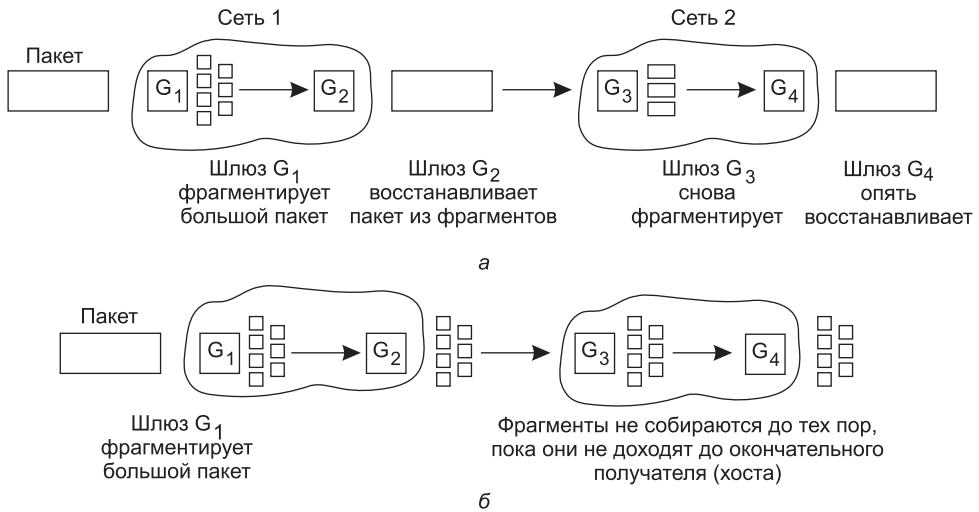 Сеть 1
Сеть 2
Пакет
G1
G2
G3
G4
Шлюз G1
фрагментирует
большой пакет
Шлюз G2
восстанавливает
пакет из фрагментов
Шлюз G3
снова
фрагментирует
Шлюз G4
опять
восстанавливает
а
Пакет
G1
G2
G3
G4
Шлюз G1
фрагментирует
большой пакет
Фрагменты не собираются до тех пор,
пока они не доходят до окончательного
получателя (хоста)
б